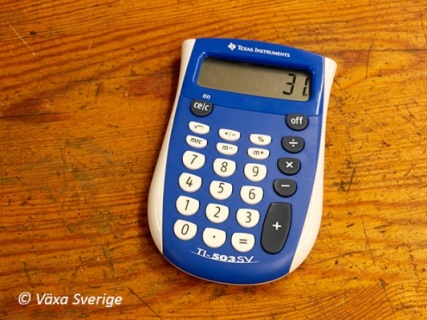 TEXAS INSTRUMENTS
on
ce|c
off
√‾ +/− % ÷
mrc m− m+ ×
7 8 9 −
4 5 6
1 2 3 +
0 . =
TI-503SV
© Växa Sverige